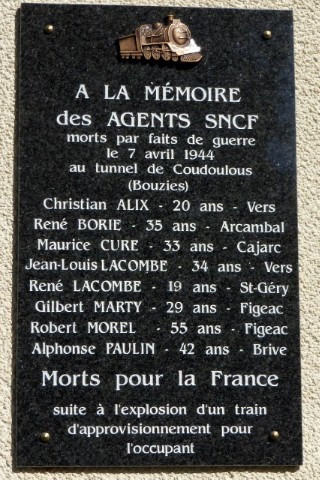 A LA MÉMOIRE
des AGENTS SNCF
morts par faits de guerre
le 7 avril 1944
au tunnel de Coudoulous
(Bouzies)
Christian ALIX - 20 ans - Vers
René BORIE - 35 ans - Arcambal
Maurice CURE - 33 ans - Cajarc
Jean-Louis LACOMBE - 34 ans - Vers
René LACOMBE - 19 ans - St-Géry
Gilbert MARTY - 29 ans - Figeac
Robert MOREL - 55 ans - Figeac
Alphonse PAULIN - 42 ans - Brive
Morts pour la France
suite à l'explosion d'un train
d'approvisionnement pour
l'occupant